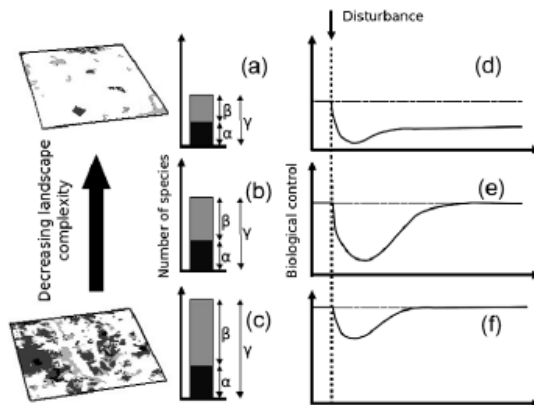 Disturbance
(a)
β
α
γ
(d)
Decreasing landscape
complexity
Number of species
(b)
β
α
γ
Biological control
(e)
(c)
β
α
γ
(f)